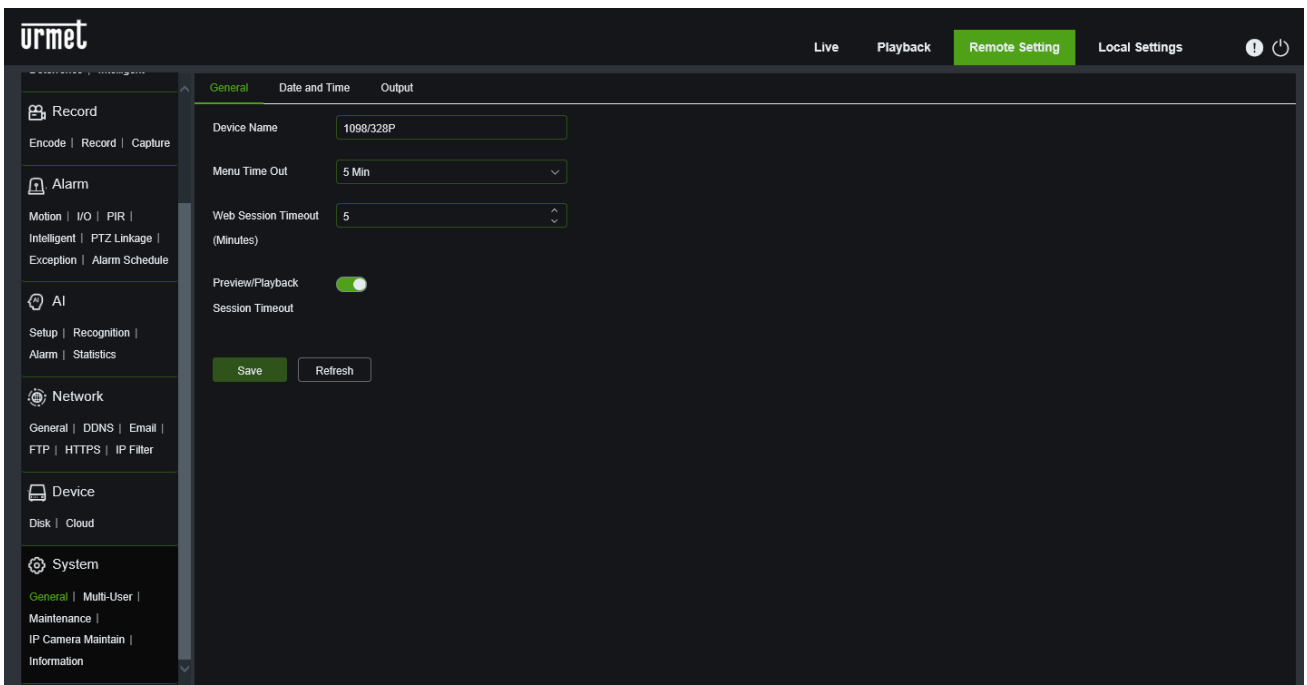 urmet
Live Playback Remote Setting Local Settings
General Date and Time Output
Record
Encode | Record | Capture
Alarm
Motion | I/O | PIR |
Intelligent | PTZ Linkage |
Exception | Alarm Schedule
AI
Setup | Recognition |
Alarm | Statistics
Network
General | DDNS | Email |
FTP | HTTPS | IP Filter
Device
Disk | Cloud
System
General | Multi-User |
Maintenance |
IP Camera Maintain |
Information
Device Name 1098/328P
Menu Time Out 5 Min
Web Session Timeout 5
(Minutes)
Preview/Playback
Session Timeout
Save Refresh